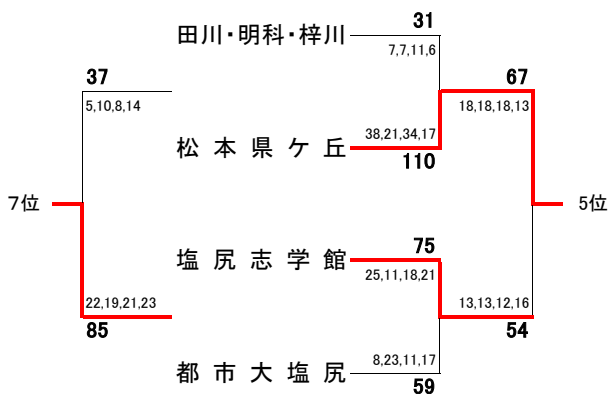 田川・明科・梓川
31
7,7,11,6
37
5,10,8,14
67
18,18,18,13
松本県ケ丘
38,21,34,17
110
7位
5位
塩尻志学館
75
25,11,18,21
22,19,21,23
85
13,13,12,16
54
都市大塩尻
8,23,11,17
59